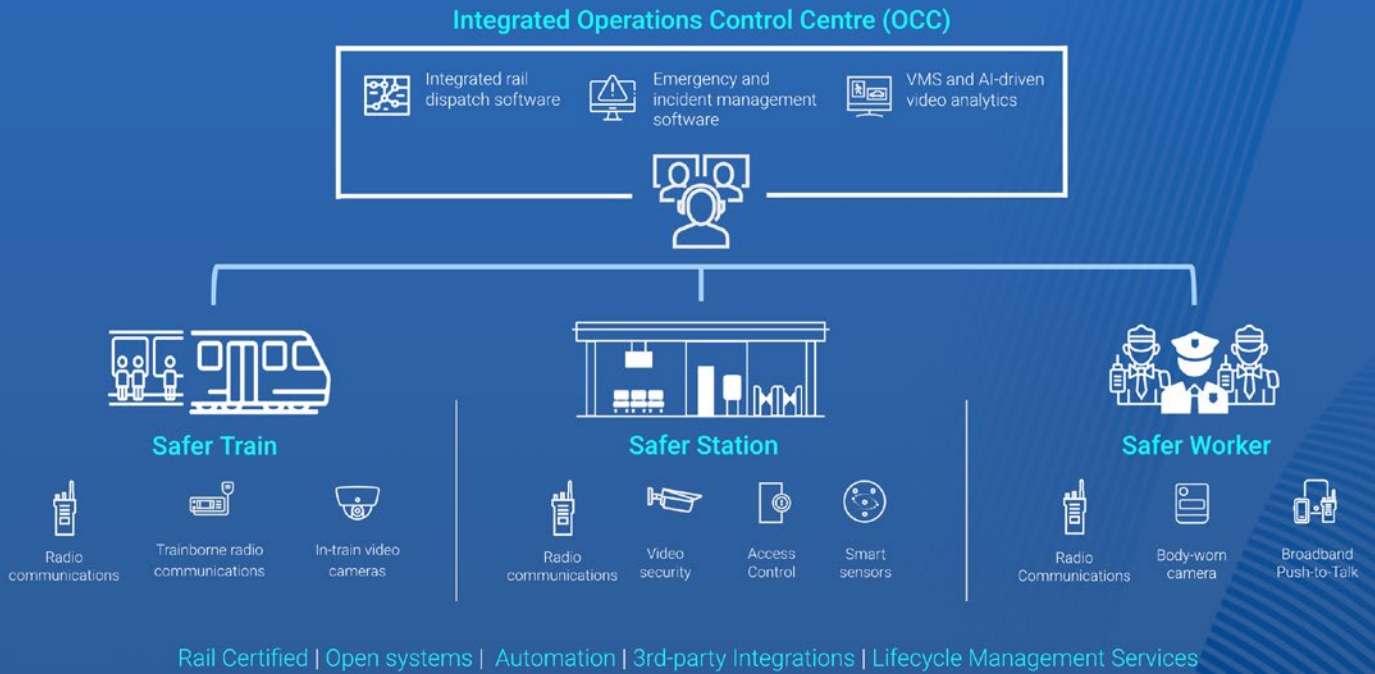 Integrated Operations Control Centre (OCC)
Integrated rail
dispatch software
Emergency and
incident management
software
VMS and AI-driven
video analytics
Safer Train
Radio
communications
Trainborne radio
communications
In-train video
cameras
Safer Station
Radio
communications
Video
security
Access
Control
Smart
sensors
Safer Worker
Radio
Communications
Body-worn
camera
Broadband
Push-to-Talk
Rail Certified | Open systems | Automation | 3rd-party Integrations | Lifecycle Management Services